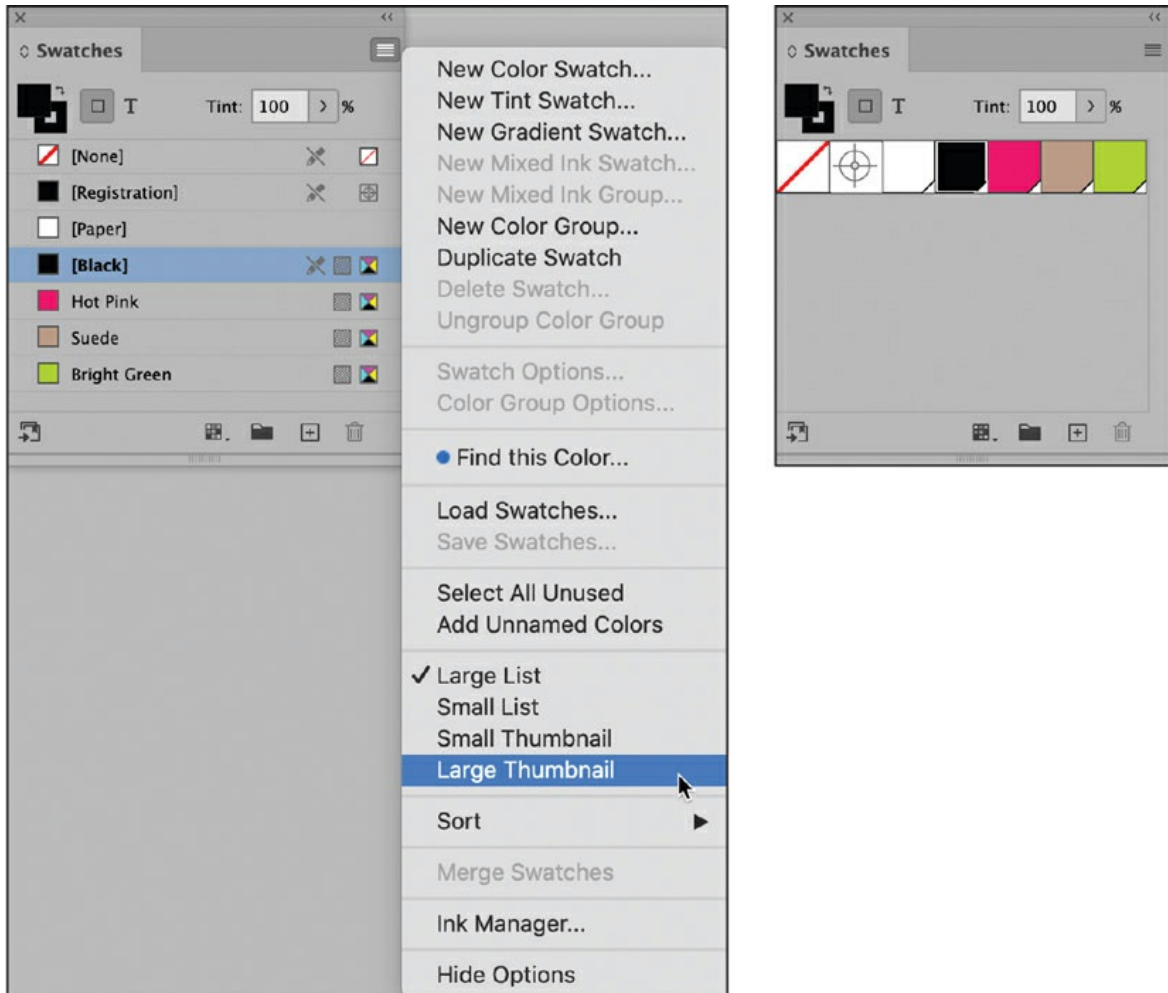 Swatches
T Tint: 100 > %
[None]
[Registration]
[Paper]
[Black]
Hot Pink
Suede
Bright Green
New Color Swatch...
New Tint Swatch...
New Gradient Swatch...
New Mixed Ink Swatch...
New Mixed Ink Group...
New Color Group...
Duplicate Swatch
Delete Swatch...
Ungroup Color Group
Swatch Options...
Color Group Options...
Find this Color...
Load Swatches...
Save Swatches...
Select All Unused
Add Unnamed Colors
Large List
Small List
Small Thumbnail
Large Thumbnail
Sort
Merge Swatches
Ink Manager...
Hide Options
Swatches
T Tint: 100 > %